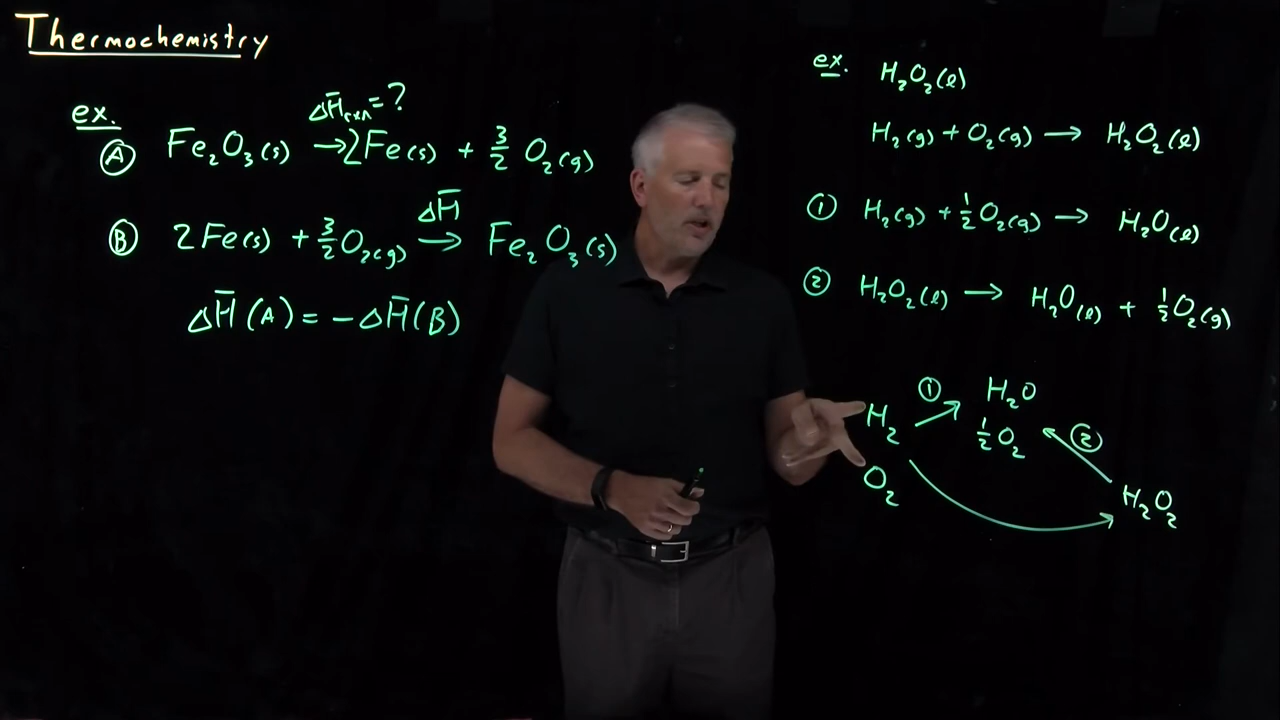 Thermochemistry
ex.
ΔH̄rxn = ?
Ⓐ Fe₂O₃(s) → 2Fe(s) + 3/2 O₂(g)
ΔH̄
Ⓑ 2Fe(s) + 3/2 O₂(g) → Fe₂O₃(s)
ΔH̄(A) = -ΔH̄(B)
ex. H₂O₂(ℓ)
H₂(g) + O₂(g) → H₂O₂(ℓ)
① H₂(g) + 1/2 O₂(g) → H₂O(ℓ)
② H₂O₂(ℓ) → H₂O(ℓ) + 1/2 O₂(g)
H₂ ① H₂O
1/2 O₂ ②
O₂ H₂O₂